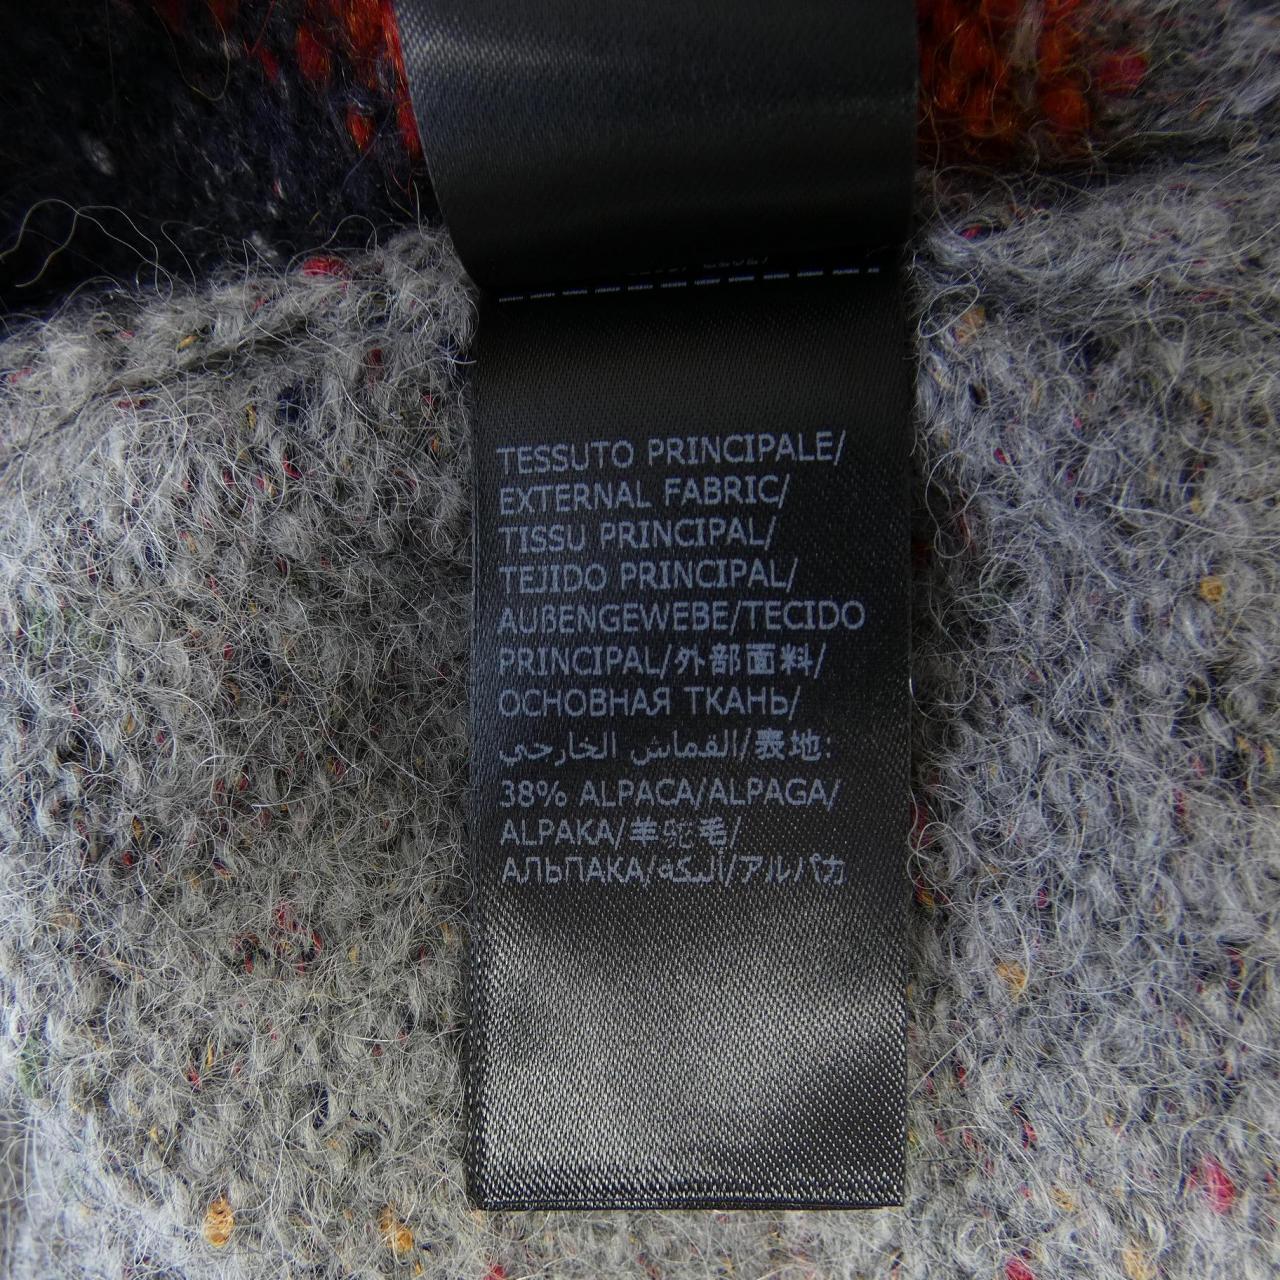 TESSUTO PRINCIPALE/
EXTERNAL FABRIC/
TISSU PRINCIPAL/
TEJIDO PRINCIPAL/
AUßENGEWEBE/TECIDO
PRINCIPAL/外部面料/
ОСНОВНАЯ ТКАНЬ/
القماش الخارجي/表地:
38% ALPACA/ALPAGA/
ALPAKA/羊驼毛/
АЛЬПАКА/ألبكة/アルパカ